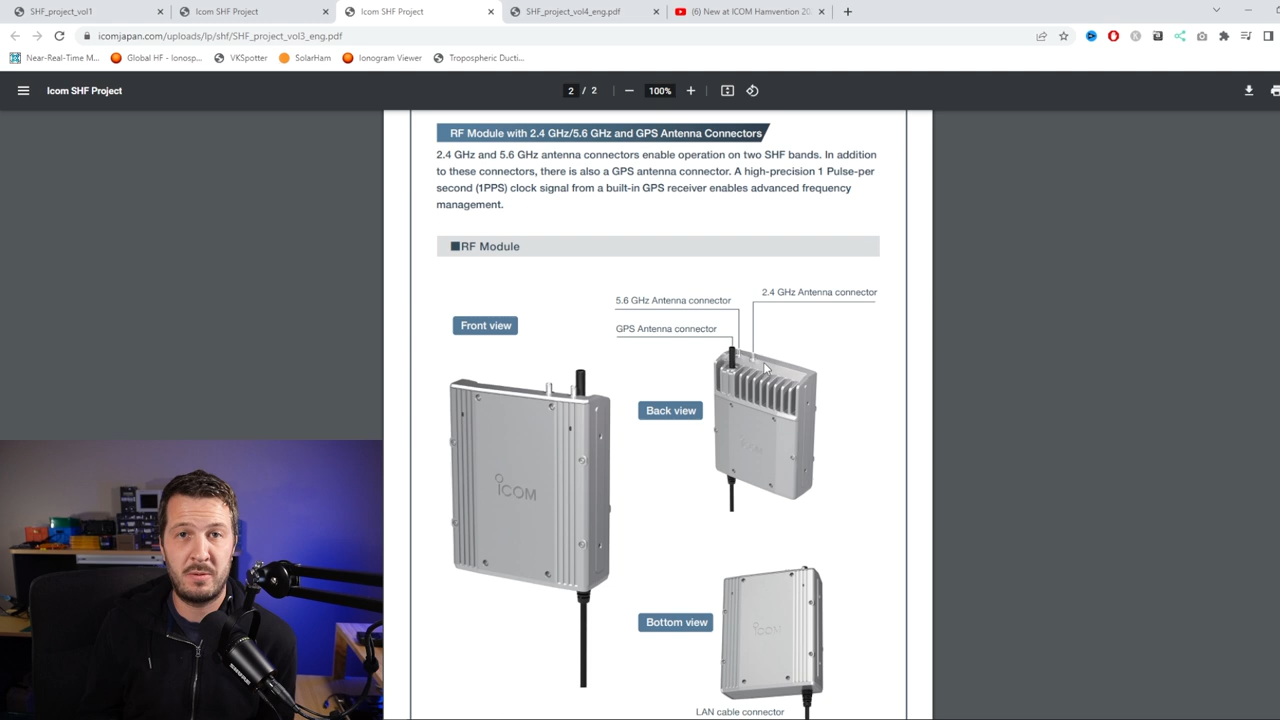 SHF_project_vol1
Icom SHF Project
Icom SHF Project
SHF_project_vol4_eng.pdf
(6) New at ICOM Hamvention 20
icomjapan.com/uploads/lp/shf/SHF_project_vol3_eng.pdf
Near-Real-Time M...
Global HF - Ionosp...
VKSpotter
SolarHam
Ionogram Viewer
Tropospheric Ducti...
Icom SHF Project
2 / 2
100%
RF Module with 2.4 GHz/5.6 GHz and GPS Antenna Connectors
2.4 GHz and 5.6 GHz antenna connectors enable operation on two SHF bands. In addition
to these connectors, there is also a GPS antenna connector. A high-precision 1 Pulse-per
second (1PPS) clock signal from a built-in GPS receiver enables advanced frequency
management.
■RF Module
2.4 GHz Antenna connector
5.6 GHz Antenna connector
Front view
GPS Antenna connector
Back view
ICOM
ICOM
Bottom view
ICOM
LAN cable connector